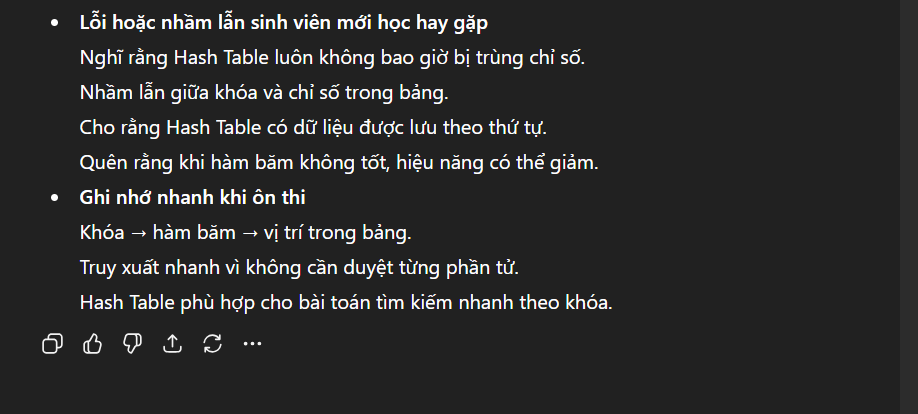 Lỗi hoặc nhầm lẫn sinh viên mới học hay gặp
Nghĩ rằng Hash Table luôn không bao giờ bị trùng chỉ số.
Nhầm lẫn giữa khóa và chỉ số trong bảng.
Cho rằng Hash Table có dữ liệu được lưu theo thứ tự.
Quên rằng khi hàm băm không tốt, hiệu năng có thể giảm.
Ghi nhớ nhanh khi ôn thi
Khóa → hàm băm → vị trí trong bảng.
Truy xuất nhanh vì không cần duyệt từng phần tử.
Hash Table phù hợp cho bài toán tìm kiếm nhanh theo khóa.